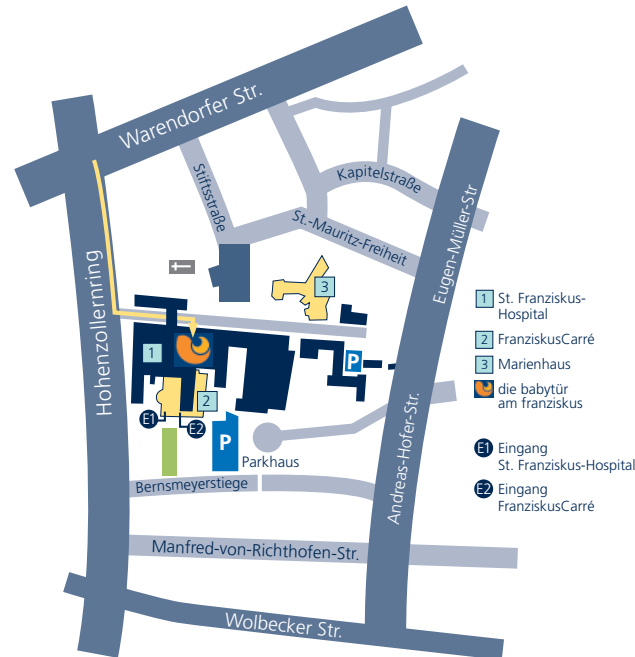 Warendorfer Str.
Stiftsstraße
Kapitelstraße
St.-Mauritz-Freiheit
Eugen-Müller-Str
Hohenzollernring
3
1
2
P
E1
E2
P
Parkhaus
Andreas-Hofer-Str.
Bernsmeyerstiege
Manfred-von-Richthofen-Str.
Wolbecker Str.
1 St. Franziskus-
Hospital
2 FranziskusCarré
3 Marienhaus
die babytür
am franziskus
E1 Eingang
St. Franziskus-Hospital
E2 Eingang
FranziskusCarré